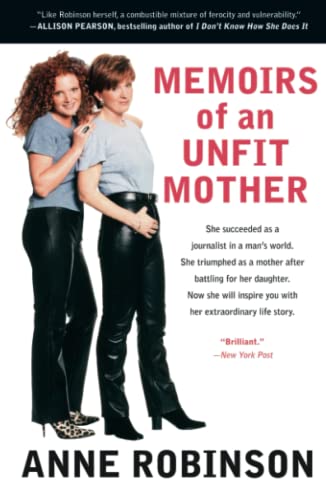 "Like Robinson herself, a combustible mixture of ferocity and vulnerability."
—ALLISON PEARSON, bestselling author of I Don't Know How She Does It
MEMOIRS
of an
UNFIT
MOTHER
She succeeded as a
journalist in a man's world.
She triumphed as a mother after
battling for her daughter.
Now she will inspire you with
her extraordinary life story.
"Brilliant."
—New York Post
ANNE ROBINSON